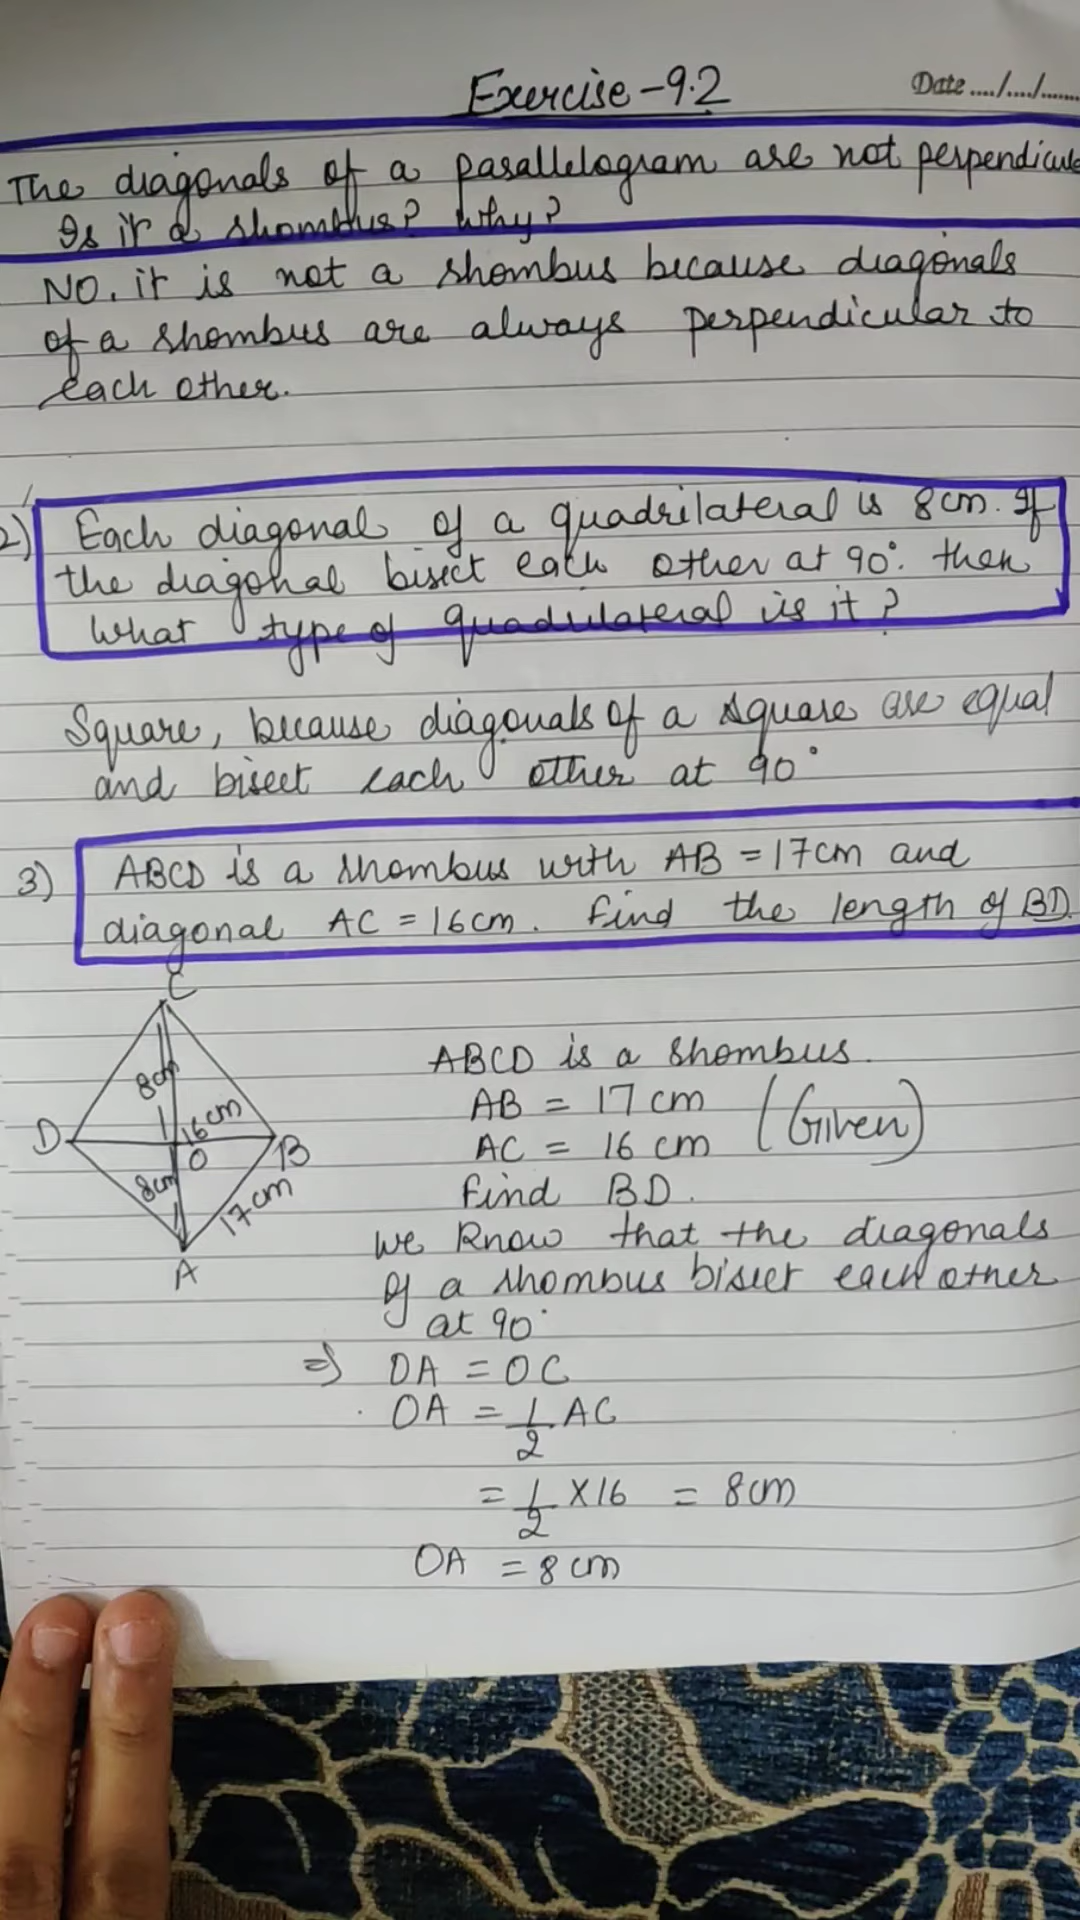 Exercise-9.2
Date ..../..../.......
The diagonals of a parallelogram are not perpendicula
Is it a rhombus? Why?
NO, it is not a rhombus because diagonals
of a rhombus are always perpendicular to
each other.
2) Each diagonal of a quadrilateral is 8cm. If
the diagonal bisect each other at 90°. then
What type of quadrilateral is it?
Square, because diagonals of a square are equal
and bisect each other at 90°
3) ABCD is a rhombus with AB = 17cm and
diagonal AC = 16cm. Find the length of BD.
C
8cm
D
16cm
O
B
8cm
17cm
A
ABCD is a rhombus.
AB = 17 cm (Given)
AC = 16 cm
Find BD.
We Know that the diagonals
of a rhombus bisect each other
at 90°
⇒ OA = OC
OA = 1/2 AC
= 1/2 X16 = 8cm
OA = 8cm